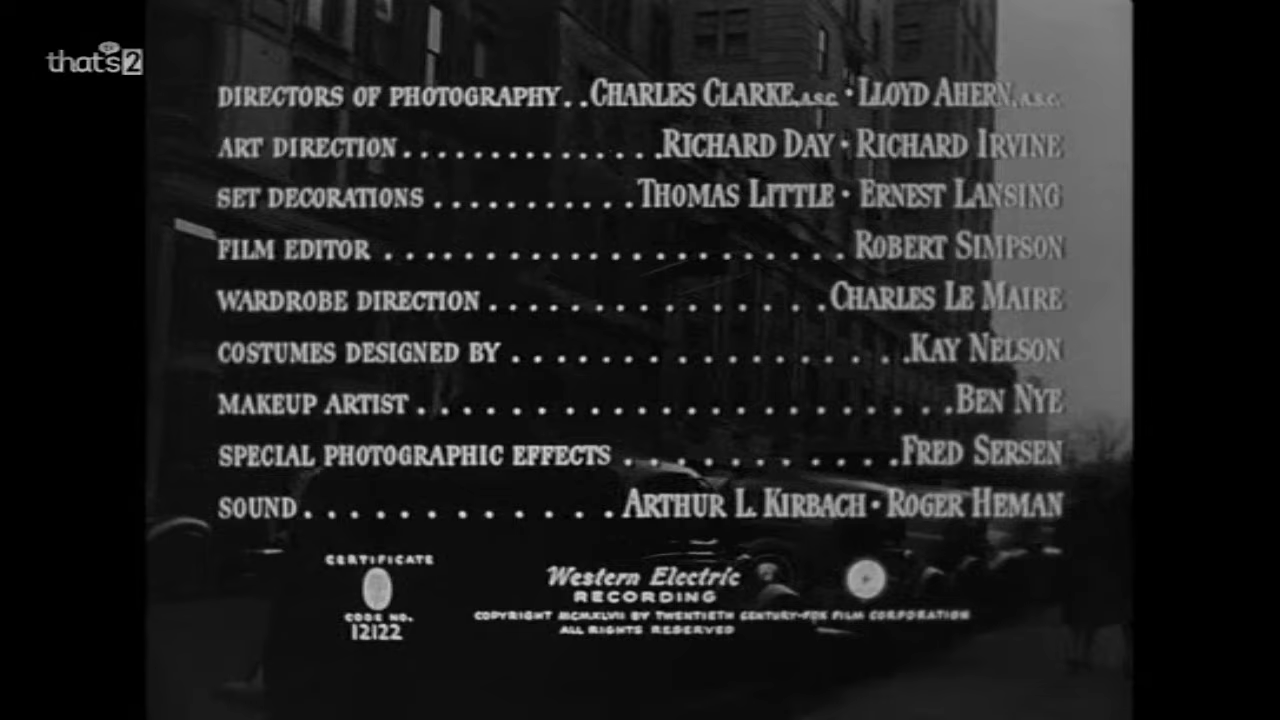 that's 2
DIRECTORS OF PHOTOGRAPHY..CHARLES CLARKE, A.S.C. · LLOYD AHERN, A.S.C.
ART DIRECTION...............RICHARD DAY · RICHARD IRVINE
SET DECORATIONS...........THOMAS LITTLE · ERNEST LANSING
FILM EDITOR......................ROBERT SIMPSON
WARDROBE DIRECTION...............CHARLES LE MAIRE
COSTUMES DESIGNED BY..................KAY NELSON
MAKEUP ARTIST.......................BEN NYE
SPECIAL PHOTOGRAPHIC EFFECTS............FRED SERSEN
SOUND.............ARTHUR L. KIRBACH · ROGER HEMAN
CERTIFICATE
CODE NO.
12122
Western Electric
RECORDING
COPYRIGHT MCMXLVII BY TWENTIETH CENTURY-FOX FILM CORPORATION
ALL RIGHTS RESERVED